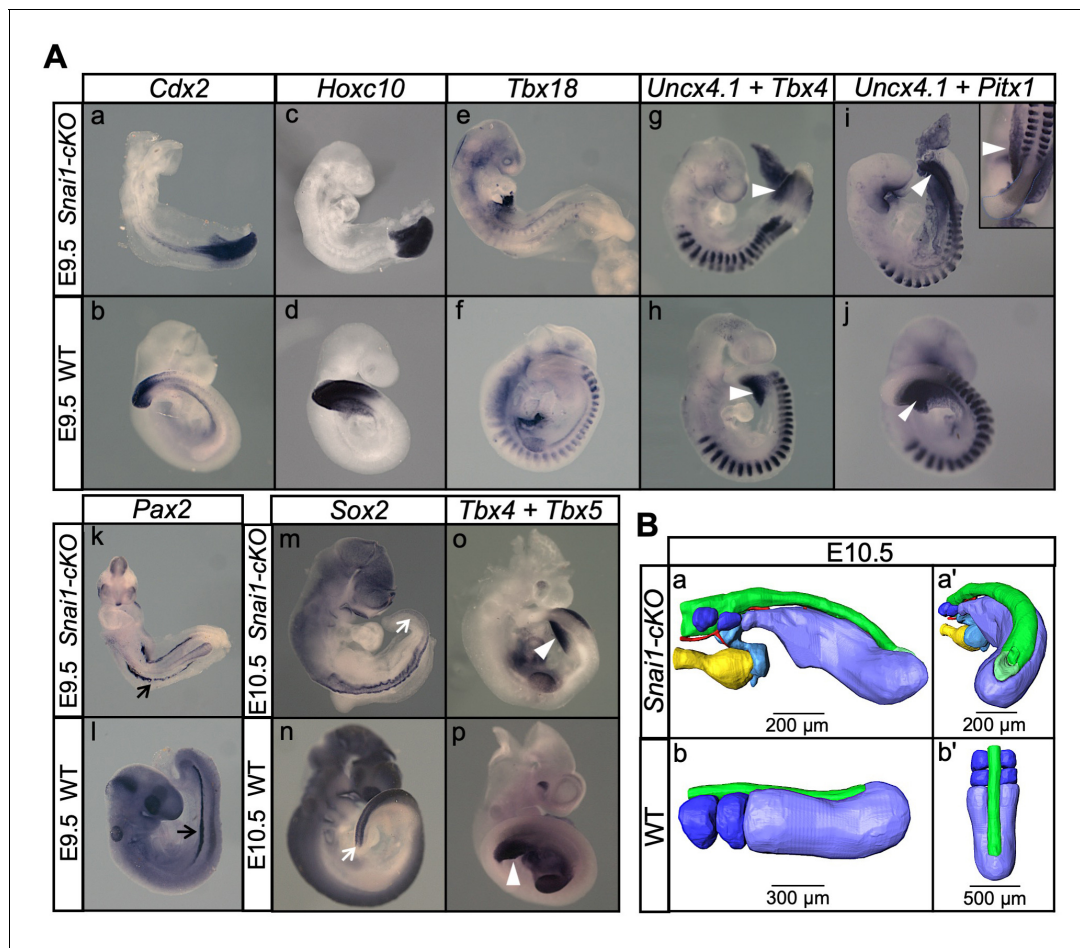 A
Cdx2 Hoxc10 Tbx18 Uncx4.1 + Tbx4 Uncx4.1 + Pitx1
E9.5 Snai1-cKO
a c e g i
E9.5 WT
b d f h j
Pax2 Sox2 Tbx4 + Tbx5
E9.5 Snai1-cKO
k
E10.5 Snai1-cKO
m o
E9.5 WT
l
E10.5 WT
n p
B
E10.5
Snai1-cKO
a a'
200 µm 200 µm
WT
b b'
300 µm 500 µm